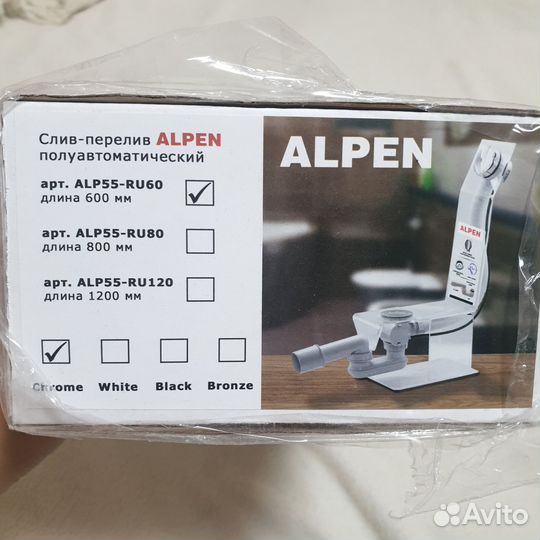 Слив-перелив ALPEN
полуавтоматический
арт. ALP55-RU60
длина 600 мм
арт. ALP55-RU80
длина 800 мм
арт. ALP55-RU120
длина 1200 мм
Chrome White Black Bronze
ALPEN
ALPEN
Avito